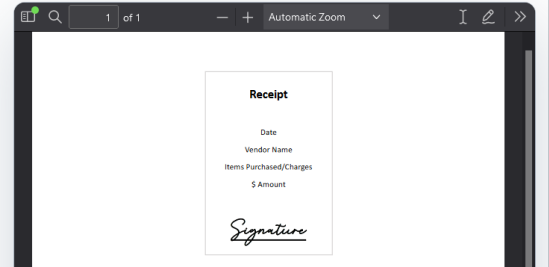 1 of 1
Automatic Zoom
Receipt
Date
Vendor Name
Items Purchased/Charges
$ Amount
Signature